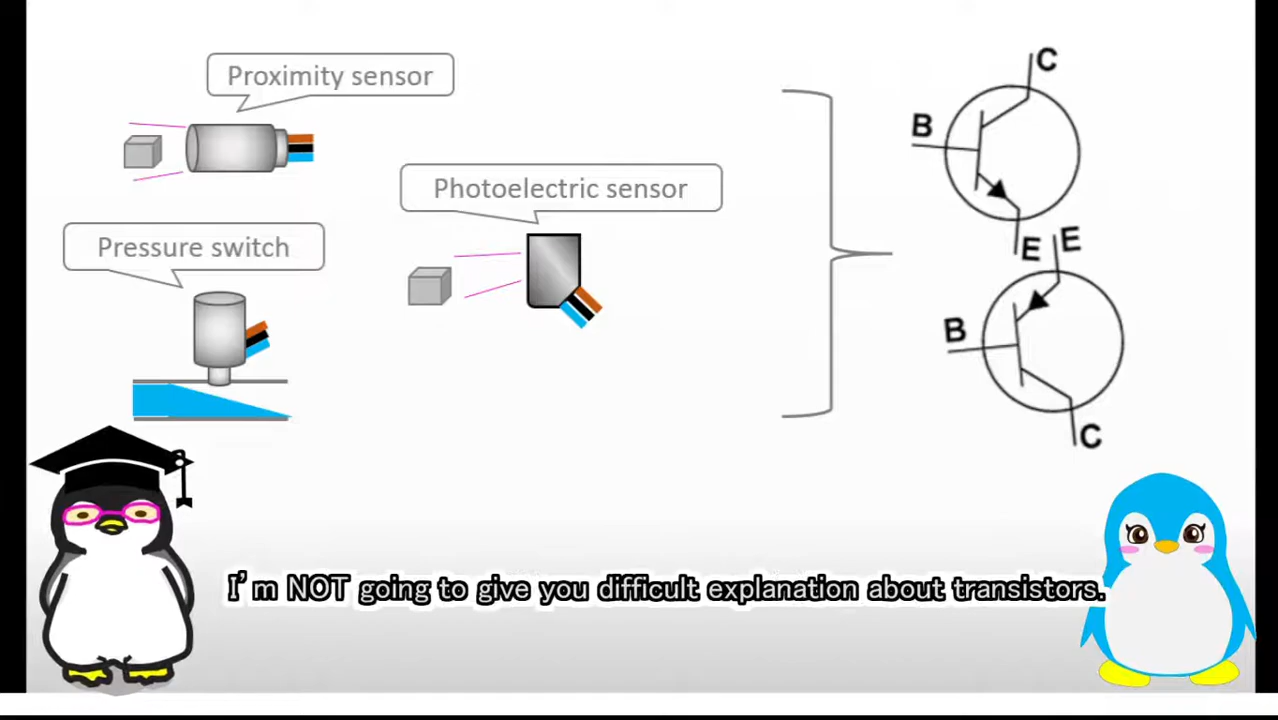 Proximity sensor
Photoelectric sensor
Pressure switch
C
B
E
E
B
C
I'm NOT going to give you difficult explanation about transistors.